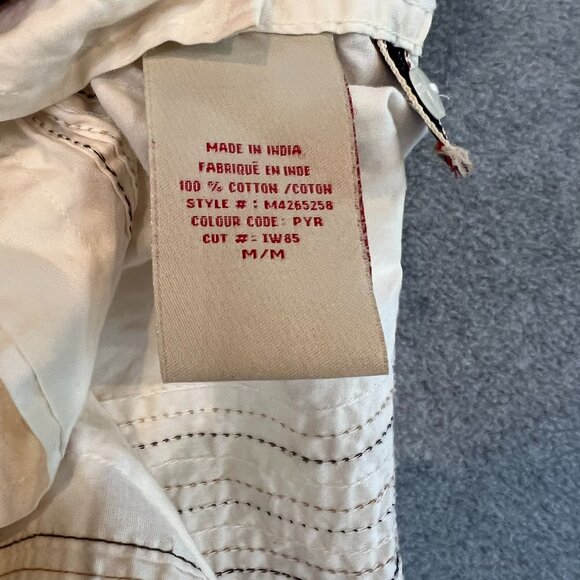 MADE IN INDIA
FABRIQUÉ EN INDE
100 % COTTON /COTON
STYLE # : M4265258
COLOUR CODE : PYR
CUT # : IW85
M/M